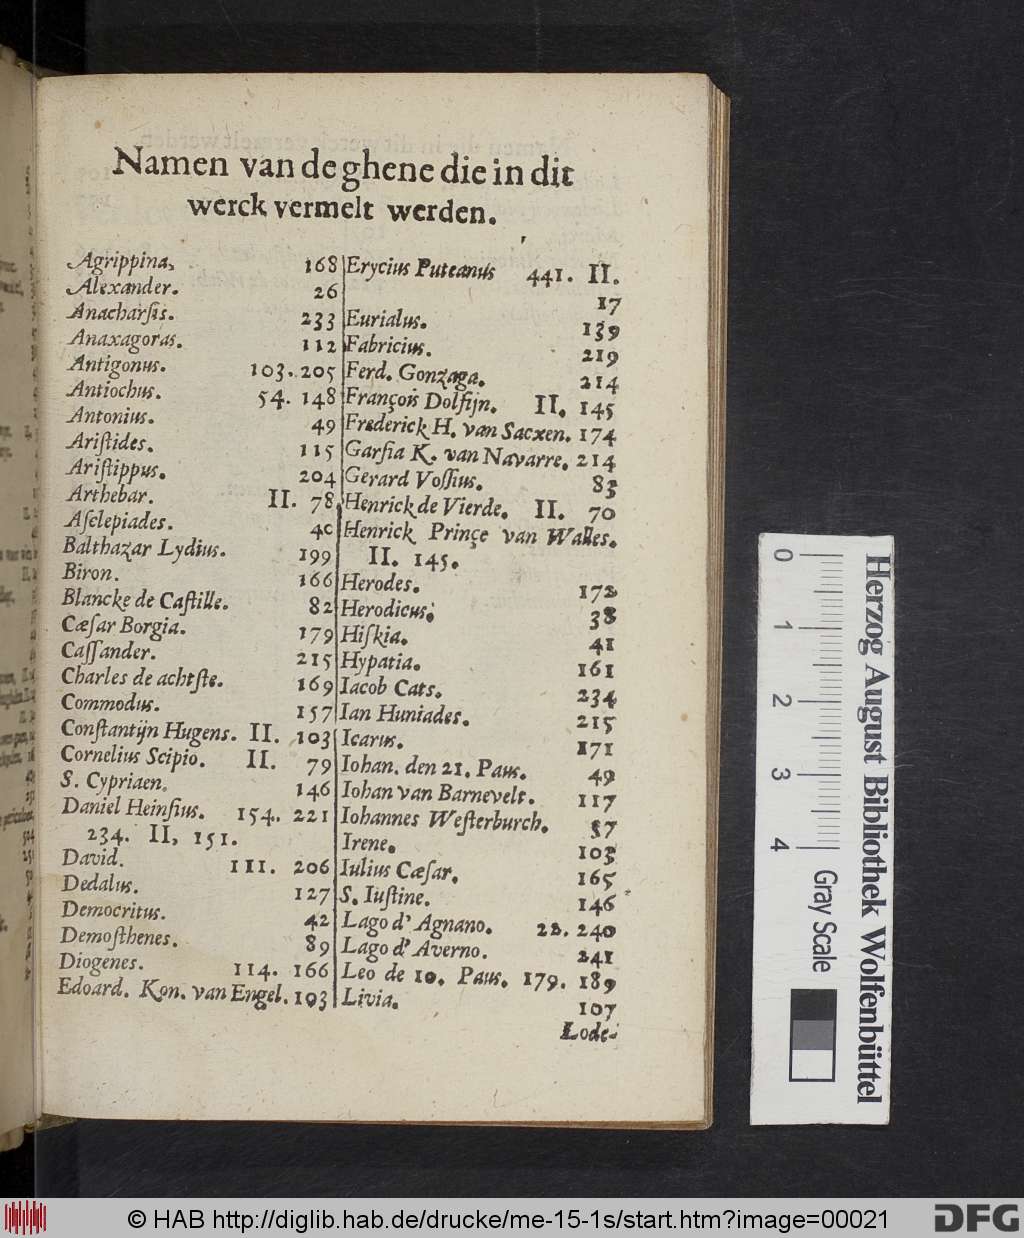 Namen van de ghene die in dit
werck vermelt werden.
Agrippina, 168
Alexander. 26
Anacharsis. 233
Anaxagoras. 112
Antigonus. 103. 205
Antiochus. 54. 148
Antonius. 49
Aristides. 115
Aristippus. 204
Arthebar. II. 78
Asclepiades. 40
Balthazar Lydius. 199
Biron. 166
Blancke de Castille. 82
Cæsar Borgia. 179
Cassander. 215
Charles de achtste. 169
Commodus. 157
Constantijn Hugens. II. 103
Cornelius Scipio. II. 79
S. Cypriaen. 146
Daniel Heinsius. 154. 221
234. II, 151.
David. 111. 206
Dedalus. 127
Democritus. 42
Demosthenes. 89
Diogenes. 114. 166
Edoard. Kon. van Engel. 193
Erycius Puteanus 441. II.
17
Eurialus. 139
Fabricius. 219
Ferd. Gonzaga. 214
François Dolfijn. II. 145
Frederick H. van Sacxen. 174
Garsia K. van Navarre. 214
Gerard Vossius. 83
Henrick de Vierde. II. 70
Henrick Prinçe van Walles.
II. 145.
Herodes. 172
Herodicus. 38
Hiskia. 41
Hypatia. 161
Iacob Cats. 234
Ian Huniades. 215
Icarus. 171
Iohan. den 21. Paus. 49
Iohan van Barnevelt. 117
Iohannes Westerburch. 37
Irene. 103
Iulius Cæsar. 165
S. Iustine. 146
Lago d' Agnano. 22. 240
Lago d' Averno. 241
Leo de 10. Paus. 179. 189
Livia. 107
Lode-
0 1 2 3 4
Gray Scale
Herzog August Bibliothek Wolfenbüttel
© HAB http://diglib.hab.de/drucke/me-15-1s/start.htm?image=00021
DFG